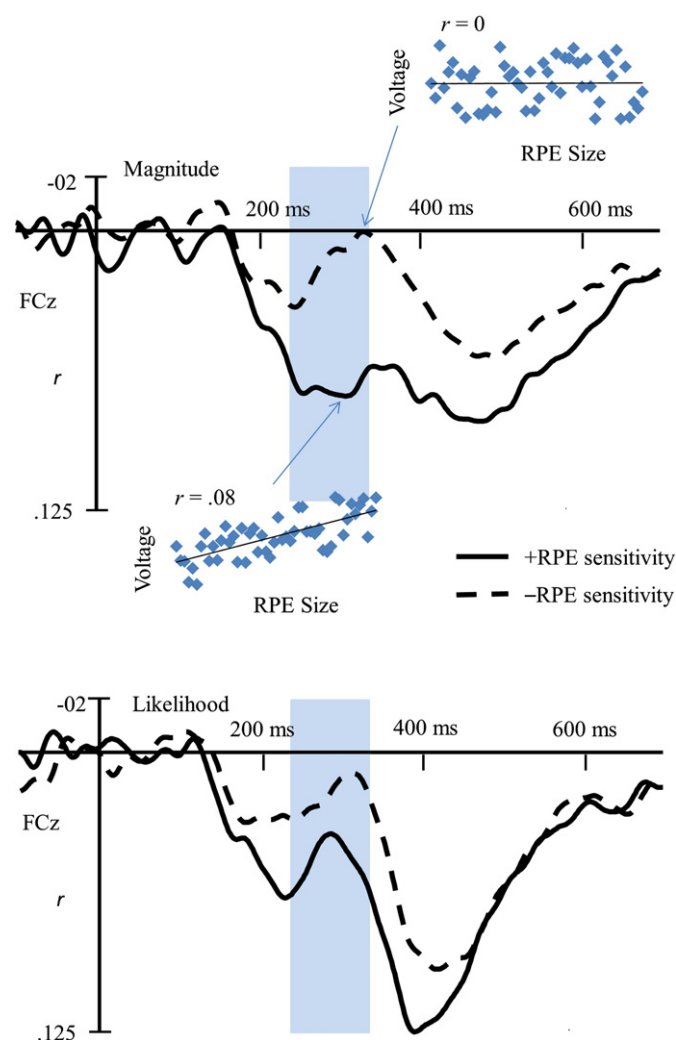 r = 0
Voltage
RPE Size
-02
Magnitude
200 ms
400 ms
600 ms
FCz
r
.125
r = .08
Voltage
RPE Size
+RPE sensitivity
–RPE sensitivity
-02
Likelihood
200 ms
400 ms
600 ms
FCz
r
.125